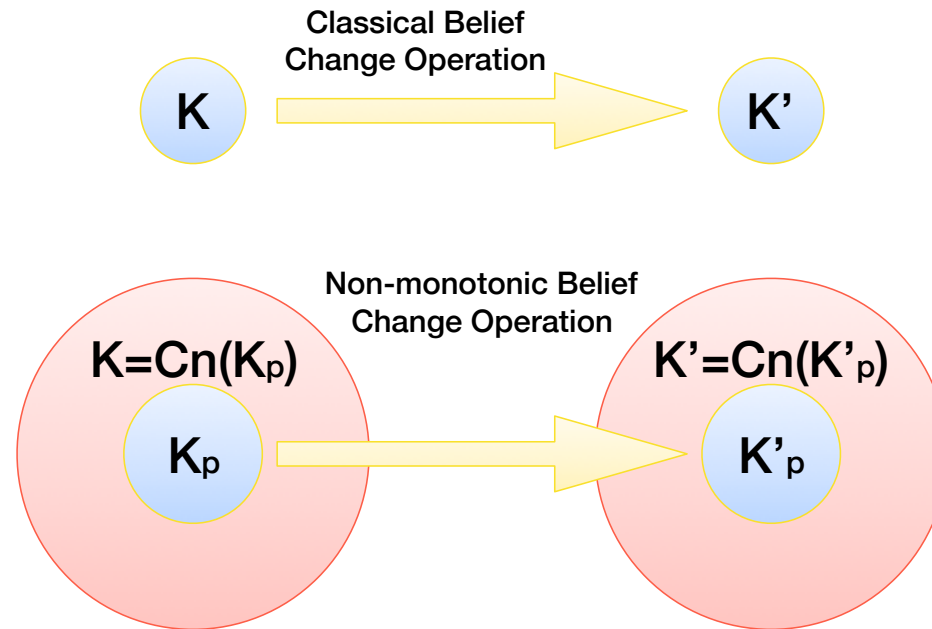 Classical Belief
Change Operation
K
K’
Non-monotonic Belief
Change Operation
K=Cn(Kp)
K’=Cn(K’p)
Kp
K’p